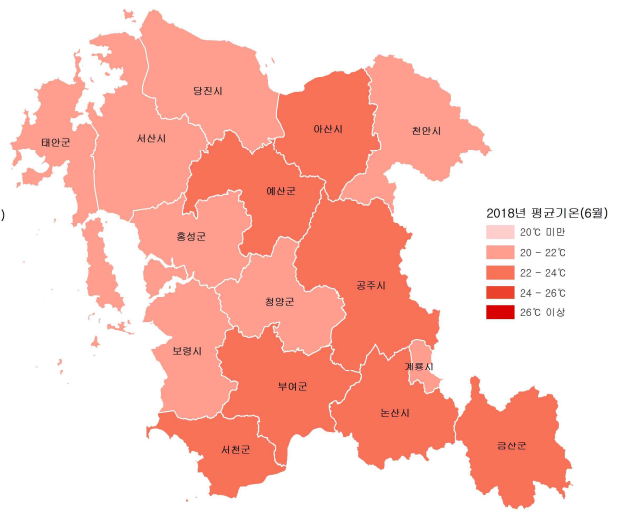 당진시
아산시
천안시
태안군
서산시
예산군
)
2018년 평균기온(6월)
홍성군
20℃ 미만
20 - 22℃
22 - 24℃
공주시
24 - 26℃
청양군
26℃ 이상
보령시
계룡시
부여군
논산시
서천군
금산군